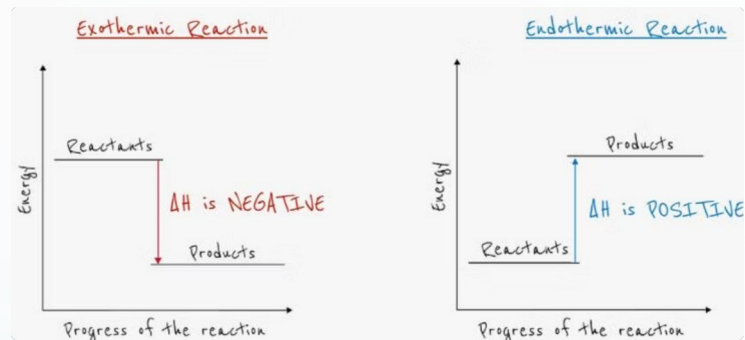 Exothermic Reaction
Energy
Reactants
ΔH is NEGATIVE
Products
Progress of the reaction
Endothermic Reaction
Energy
Products
ΔH is POSITIVE
Reactants
Progress of the reaction